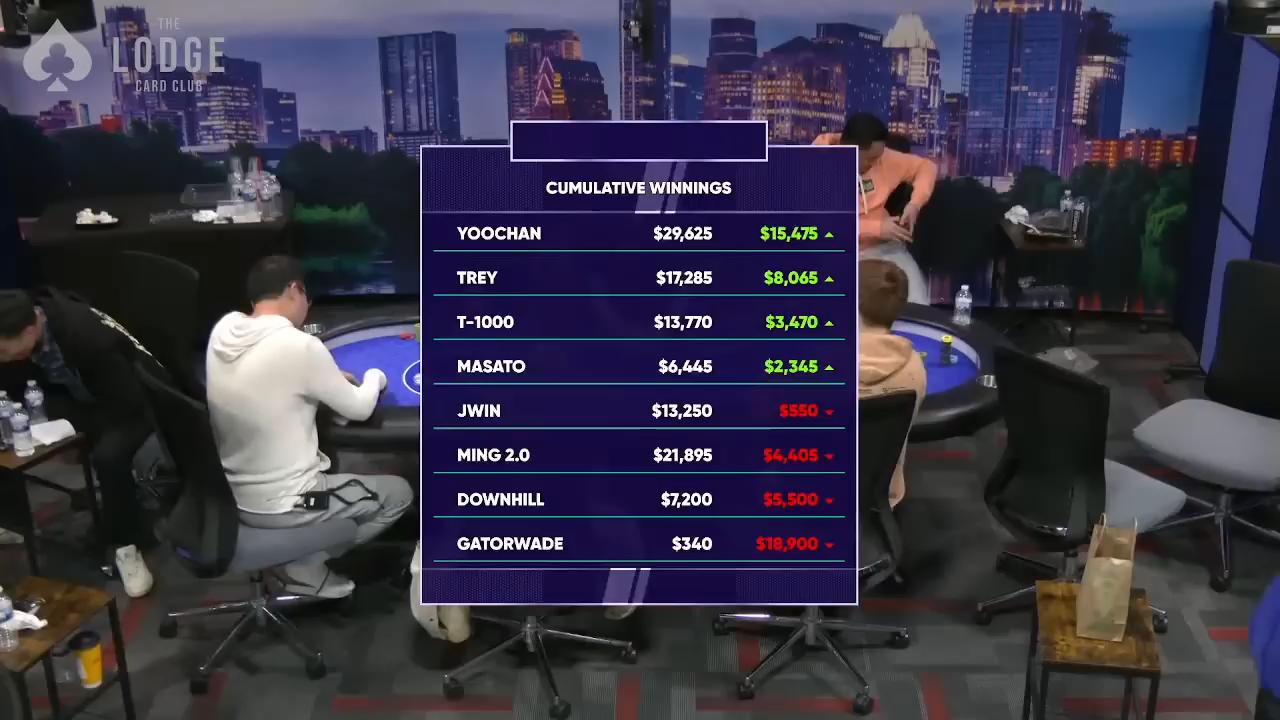 THE
LODGE
CARD CLUB
CUMULATIVE WINNINGS
YOOCHAN $29,625 $15,475
TREY $17,285 $8,065
T-1000 $13,770 $3,470
MASATO $6,445 $2,345
JWIN $13,250 $550
MING 2.0 $21,895 $4,405
DOWNHILL $7,200 $5,500
GATORWADE $340 $18,900